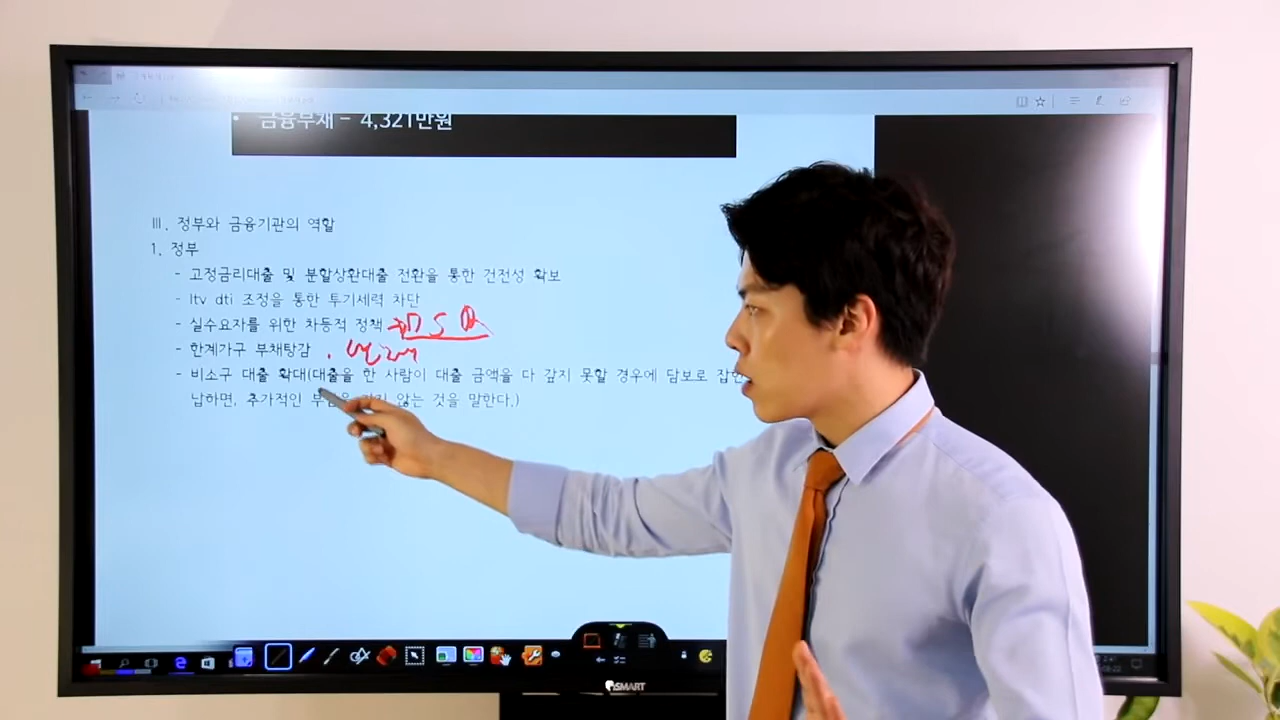 • 금융부채 - 4,321만원
Ⅲ. 정부와 금융기관의 역할
1. 정부
- 고정금리대출 및 분할상환대출 전환을 통한 건전성 확보
- ltv dti 조정을 통한 투기세력 차단
- 실수요자를 위한 차등적 정책 → DSR
- 한계가구 부채탕감
- 비소구 대출 확대(대출을 한 사람이 대출 금액을 다 갚지 못할 경우에 담보로 잡힌
납하면, 추가적인 않는 것을 말한다.)
iSMART